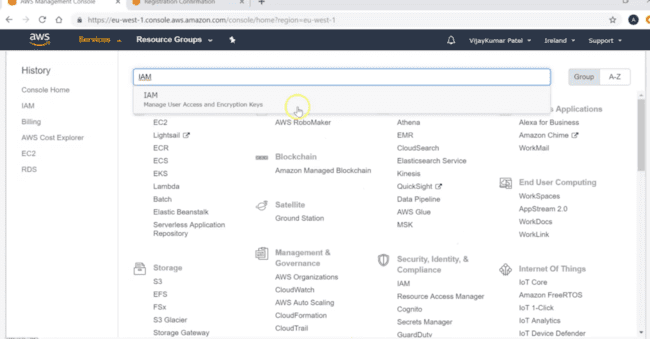 AWS Management Console
Registration Confirmation
https://eu-west-1.console.aws.amazon.com/console/home?region=eu-west-1
aws
Services
Resource Groups
VijayKumar Patel
Ireland
Support
History
Console Home
IAM
Billing
AWS Cost Explorer
EC2
RDS
IAM
Group
A-Z
IAM
Manage User Access and Encryption Keys
EC2
Lightsail
ECR
ECS
EKS
Lambda
Batch
Elastic Beanstalk
Serverless Application
Repository
Storage
S3
EFS
FSx
S3 Glacier
Storage Gateway
AWS RoboMaker
Blockchain
Amazon Managed Blockchain
Satellite
Ground Station
Management &
Governance
AWS Organizations
CloudWatch
AWS Auto Scaling
CloudFormation
CloudTrail
Athena
EMR
CloudSearch
Elasticsearch Service
Kinesis
QuickSight
Data Pipeline
AWS Glue
MSK
Security, Identity, &
Compliance
IAM
Resource Access Manager
Cognito
Secrets Manager
GuardDuty
Applications
Alexa for Business
Amazon Chime
WorkMail
End User Computing
WorkSpaces
AppStream 2.0
WorkDocs
WorkLink
Internet Of Things
IoT Core
Amazon FreeRTOS
IoT 1-Click
IoT Analytics
IoT Device Defender